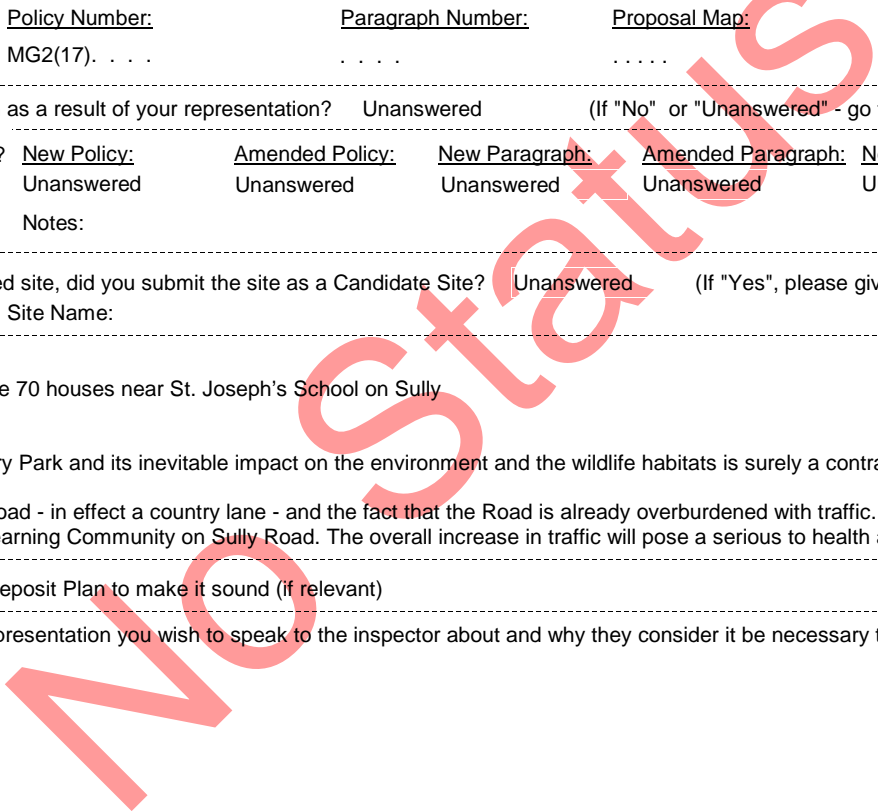 Policy Number: Paragraph Number: Proposal Map:
MG2(17). . . . . . . . . . . . .
as a result of your representation? Unanswered (If "No" or "Unanswered" - go
? New Policy: Amended Policy: New Paragraph: Amended Paragraph:
Unanswered Unanswered Unanswered Unanswered
Notes:
ed site, did you submit the site as a Candidate Site? Unanswered (If "Yes", please giv
Site Name:
e 70 houses near St. Joseph's School on Sully
ry Park and its inevitable impact on the environment and the wildlife habitats is surely a contra
oad - in effect a country lane - and the fact that the Road is already overburdened with traffic.
earning Community on Sully Road. The overall increase in traffic will pose a serious to health
eposit Plan to make it sound (if relevant)
presentation you wish to speak to the inspector about and why they consider it be necessary
No Status